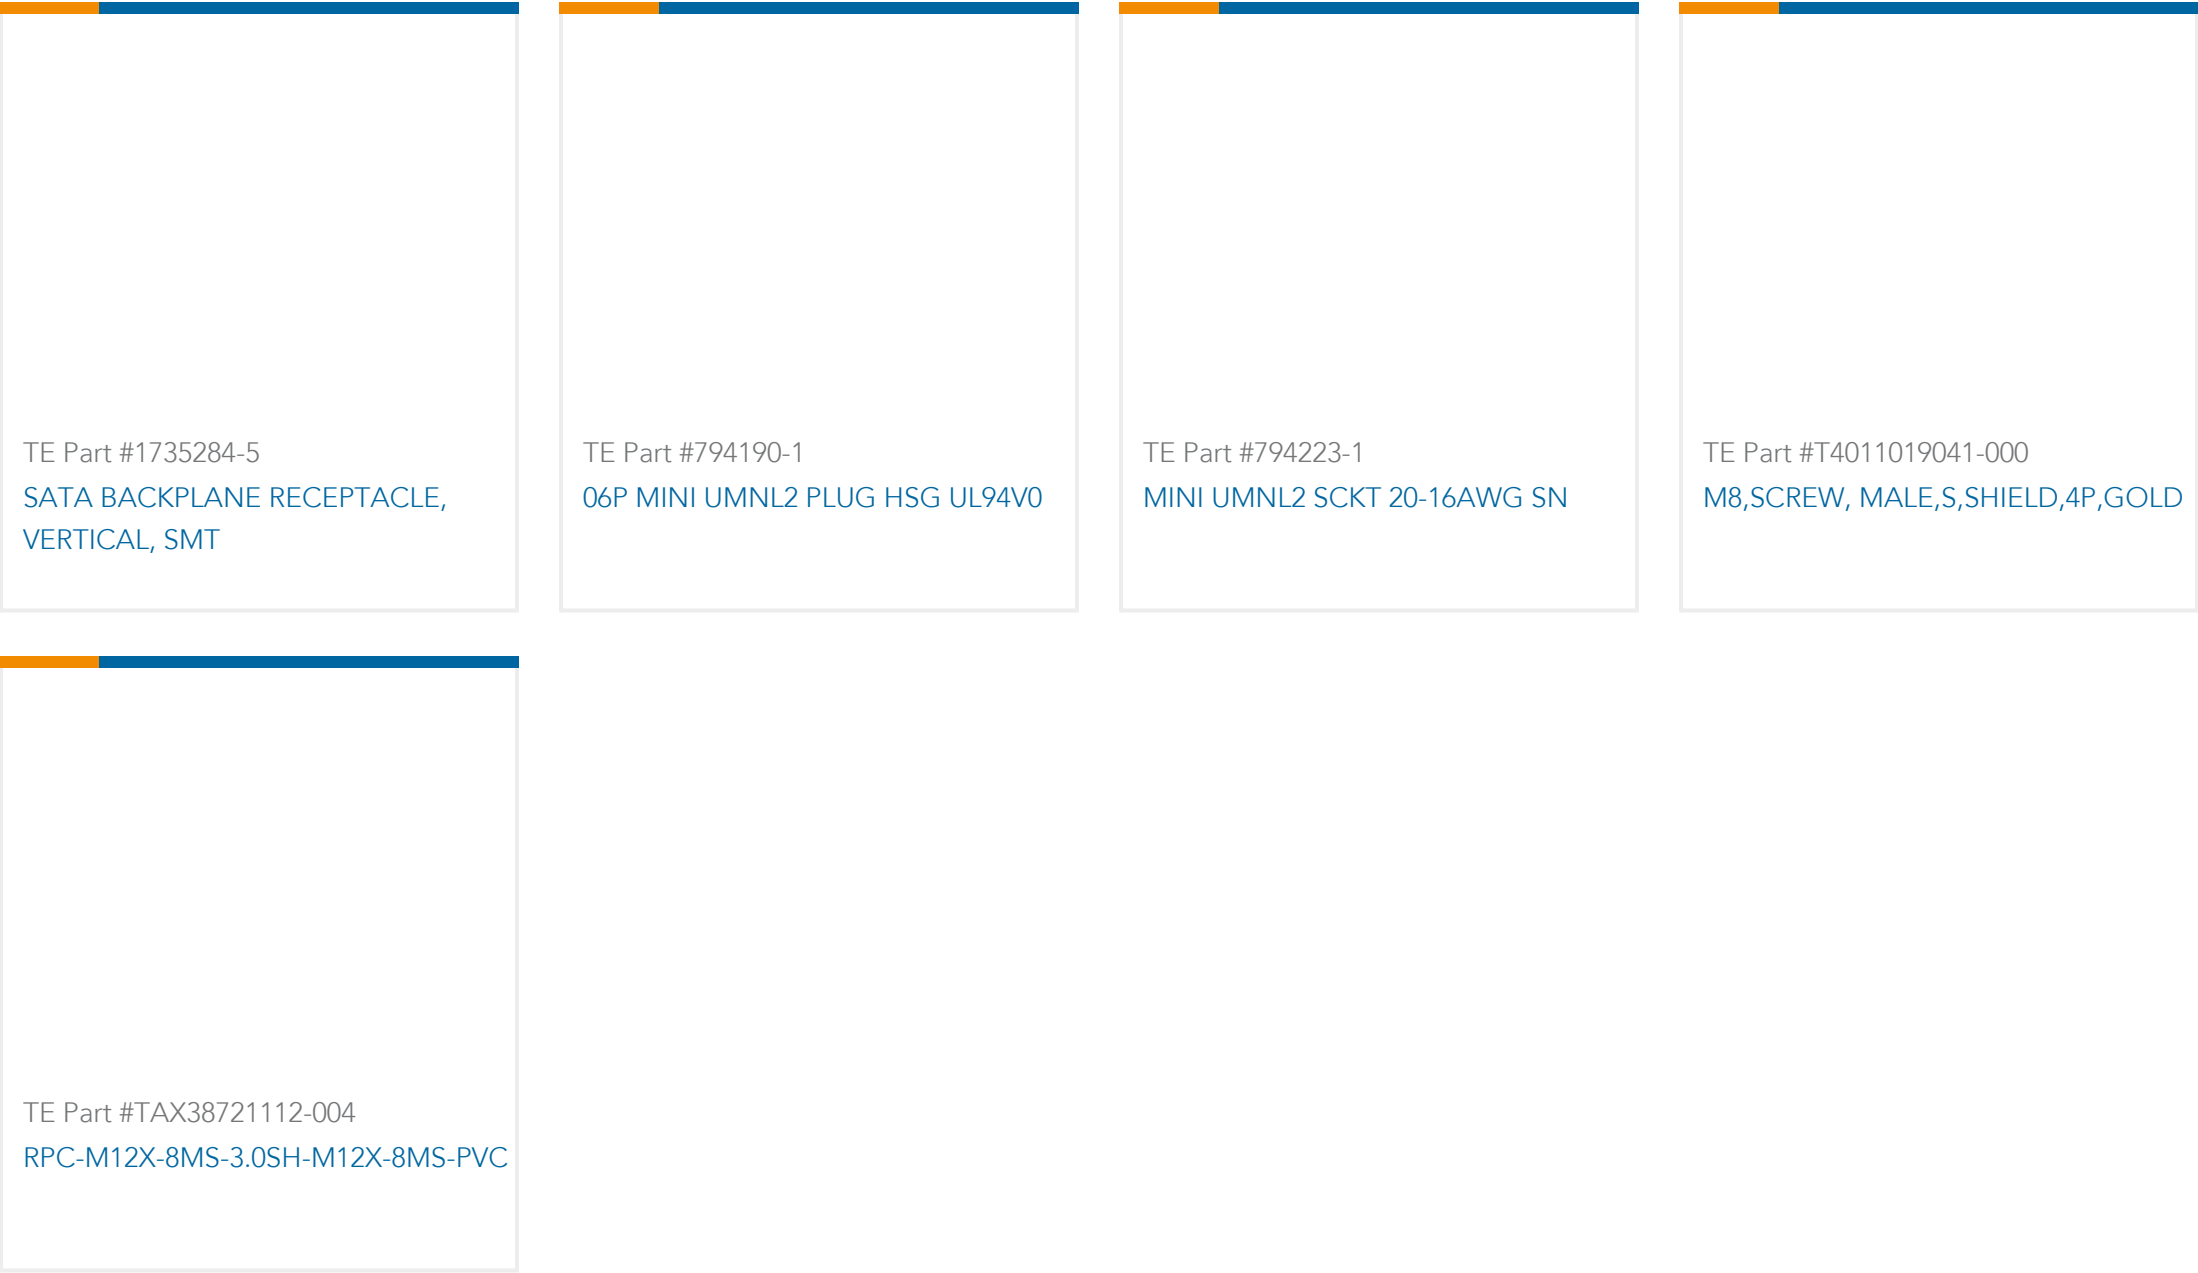 TE Part #1735284-5
SATA BACKPLANE RECEPTACLE,
VERTICAL, SMT
TE Part #794190-1
06P MINI UMNL2 PLUG HSG UL94V0
TE Part #794223-1
MINI UMNL2 SCKT 20-16AWG SN
TE Part #T4011019041-000
M8,SCREW, MALE,S,SHIELD,4P,GOLD
TE Part #TAX38721112-004
RPC-M12X-8MS-3.0SH-M12X-8MS-PVC